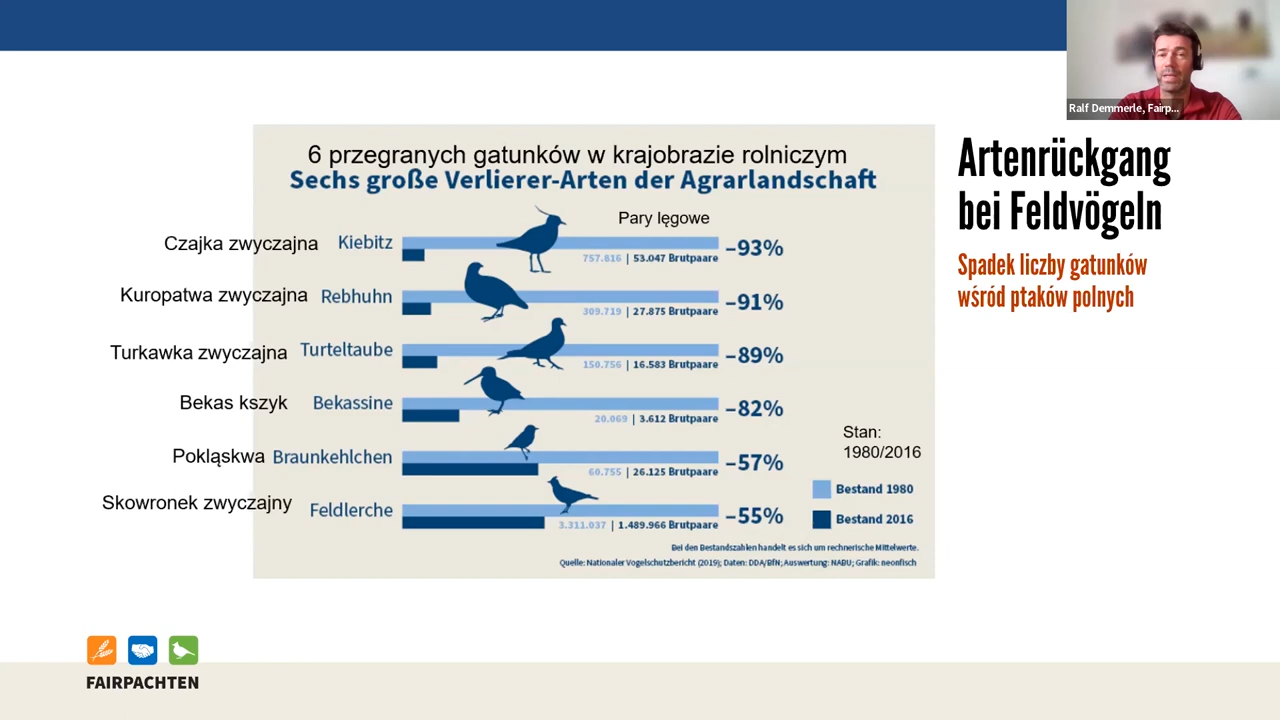 Ralf Demmerle, Fairp...
Artenrückgang
bei Feldvögeln
Spadek liczby gatunków
wśród ptaków polnych
6 przegranych gatunków w krajobrazie rolniczym
Sechs große Verlierer-Arten der Agrarlandschaft
Pary lęgowe
Czajka zwyczajna Kiebitz –93%
757.816 | 53.047 Brutpaare
Kuropatwa zwyczajna Rebhuhn –91%
309.719 | 27.875 Brutpaare
Turkawka zwyczajna Turteltaube –89%
150.756 | 16.583 Brutpaare
Bekas kszyk Bekassine –82%
20.069 | 3.612 Brutpaare
Pokląskwa Braunkehlchen –57%
60.755 | 26.125 Brutpaare
Skowronek zwyczajny Feldlerche –55%
3.311.037 | 1.489.966 Brutpaare
Stan:
1980/2016
Bestand 1980
Bestand 2016
Bei den Bestandszahlen handelt es sich um rechnerische Mittelwerte.
Quelle: Nationaler Vogelschutzbericht (2019); Daten: DDA/BfN; Auswertung: NABU; Grafik: neonfisch
FAIRPACHTEN